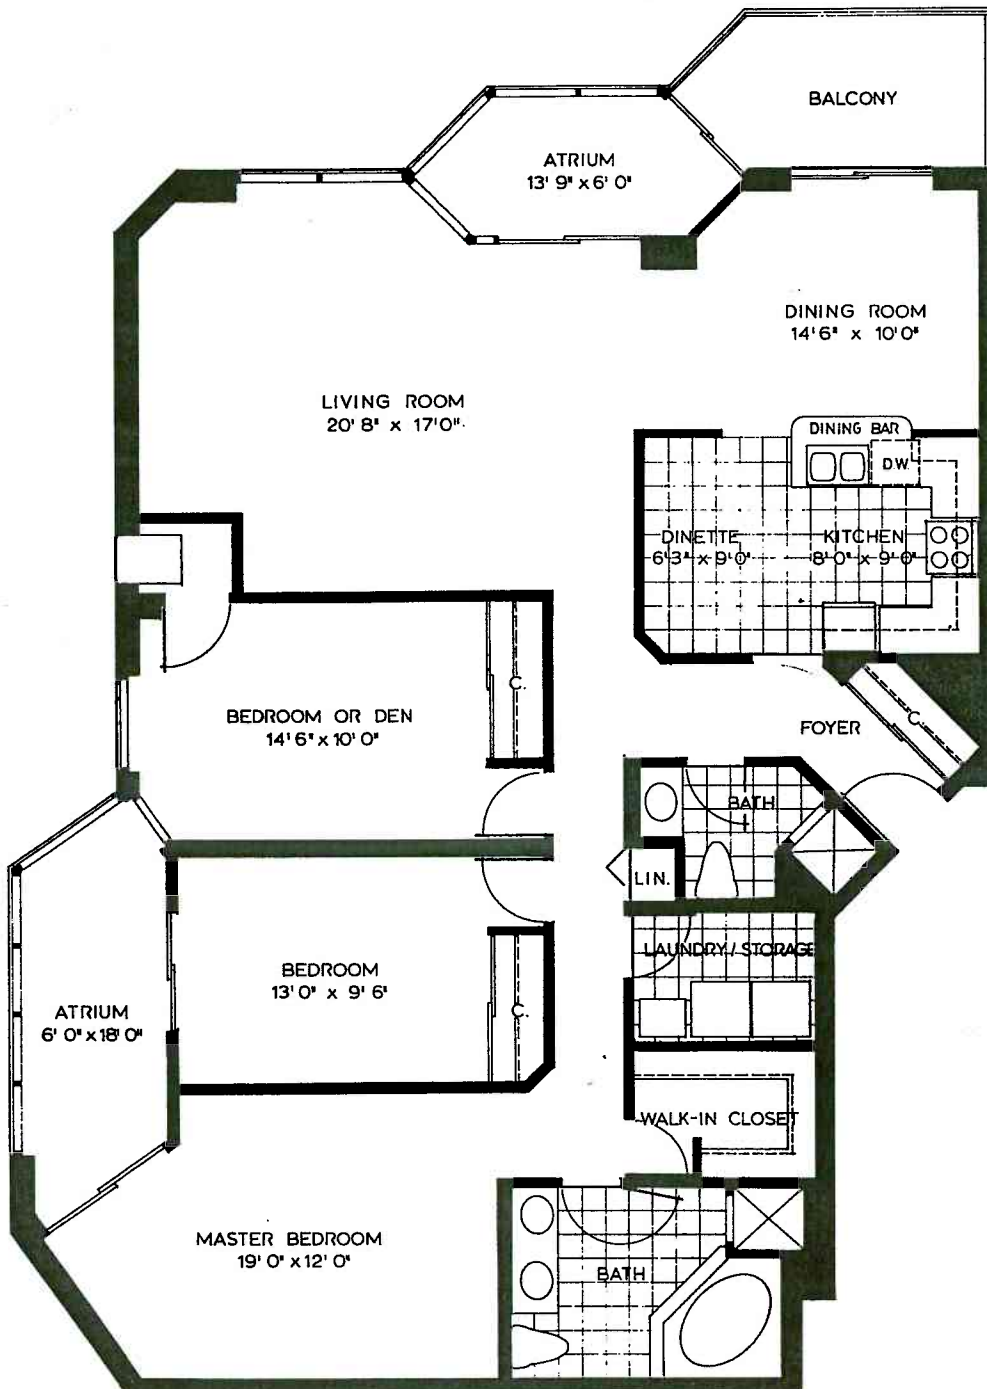 BALCONY
ATRIUM
13' 9" x 6' 0"
DINING ROOM
14'6" x 10'0"
LIVING ROOM
20' 8" x 17'0"
DINING BAR
D.W.
DINETTE
6'3" x 9'0"
KITCHEN
8'0" x 9'0"
C.
BEDROOM OR DEN
14'6" x 10'0"
C
FOYER
BATH
LIN.
LAUNDRY / STORAGE
BEDROOM
13'0" x 9'6"
C.
ATRIUM
6'0" x 18'0"
WALK-IN CLOSET
MASTER BEDROOM
19'0" x 12'0"
BATH